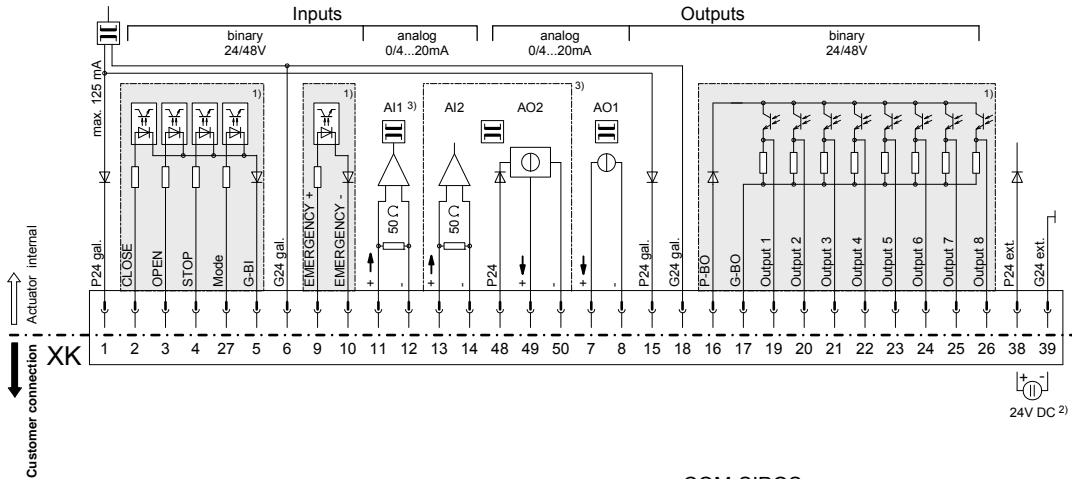 Inputs Outputs
binary analog analog binary
24/48V 0/4...20mA 0/4...20mA 24/48V
max. 125 mA
1) 1) 3) 1)
AI1 3) AI2 AO2 AO1
50 Ω 50 Ω
P24 gal. CLOSE OPEN STOP Mode G-BI G24 gal. EMERGENCY + EMERGENCY - + - + - P24 + - + - P24 gal. G24 gal. P-BO G-BO Output 1 Output 2 Output 3 Output 4 Output 5 Output 6 Output 7 Output 8 P24 ext. G24 ext.
Actuator internal
XK 1 2 3 4 27 5 6 9 10 11 12 13 14 48 49 50 7 8 15 18 16 17 19 20 21 22 23 24 25 26 38 39
Customer connection
+ -
24V DC 2)